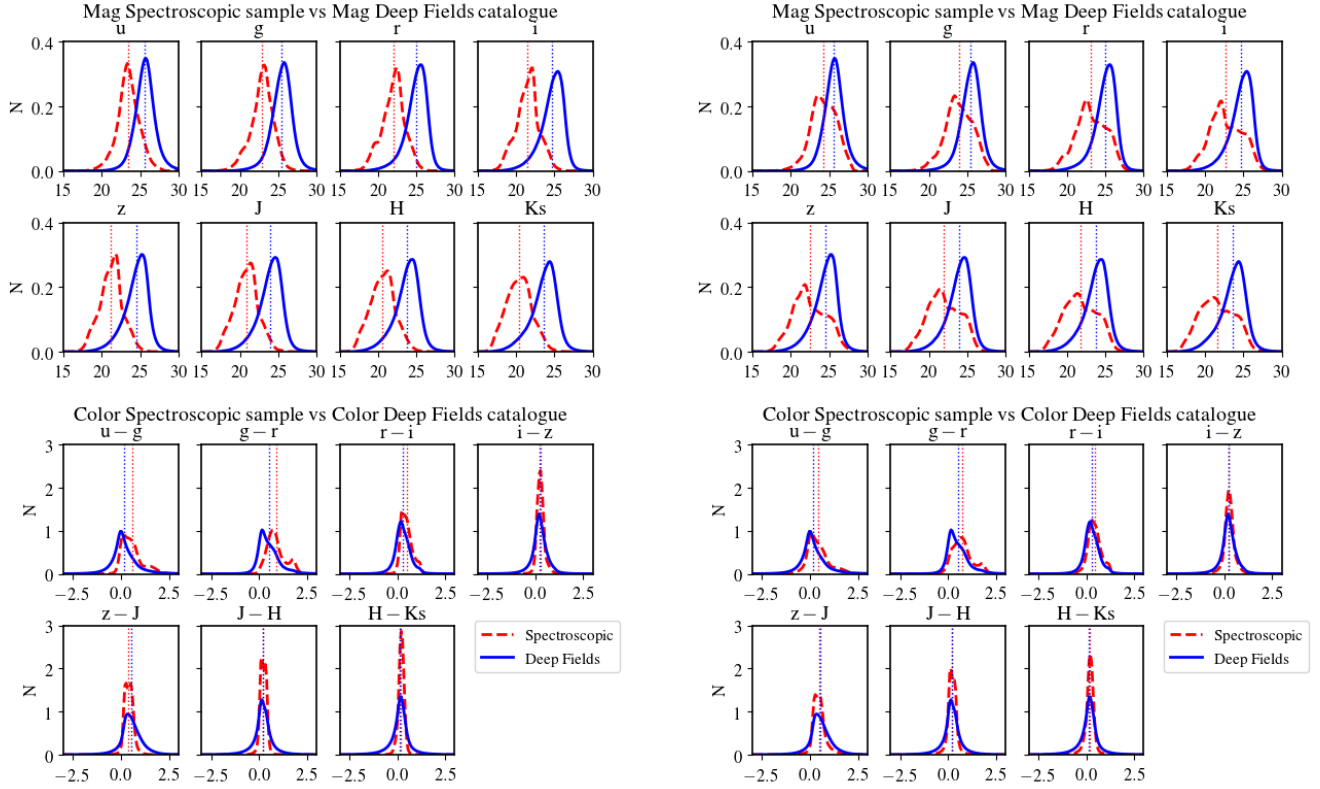 Mag Spectroscopic sample vs Mag Deep Fields catalogue
u g r i
0.4
0.2
0.0
N
15 20 25 30 15 20 25 30 15 20 25 30 15 20 25 30
z J H Ks
0.4
0.2
0.0
N
15 20 25 30 15 20 25 30 15 20 25 30 15 20 25 30
Color Spectroscopic sample vs Color Deep Fields catalogue
u − g g − r r − i i − z
3
2
1
0
N
−2.5 0.0 2.5 −2.5 0.0 2.5 −2.5 0.0 2.5 −2.5 0.0 2.5
z − J J − H H − Ks
3
2
1
0
N
−2.5 0.0 2.5 −2.5 0.0 2.5 −2.5 0.0 2.5
Spectroscopic
Deep Fields
Mag Spectroscopic sample vs Mag Deep Fields catalogue
u g r i
0.4
0.2
0.0
N
15 20 25 30 15 20 25 30 15 20 25 30 15 20 25 30
z J H Ks
0.4
0.2
0.0
N
15 20 25 30 15 20 25 30 15 20 25 30 15 20 25 30
Color Spectroscopic sample vs Color Deep Fields catalogue
u − g g − r r − i i − z
3
2
1
0
N
−2.5 0.0 2.5 −2.5 0.0 2.5 −2.5 0.0 2.5 −2.5 0.0 2.5
z − J J − H H − Ks
3
2
1
0
N
−2.5 0.0 2.5 −2.5 0.0 2.5 −2.5 0.0 2.5
Spectroscopic
Deep Fields